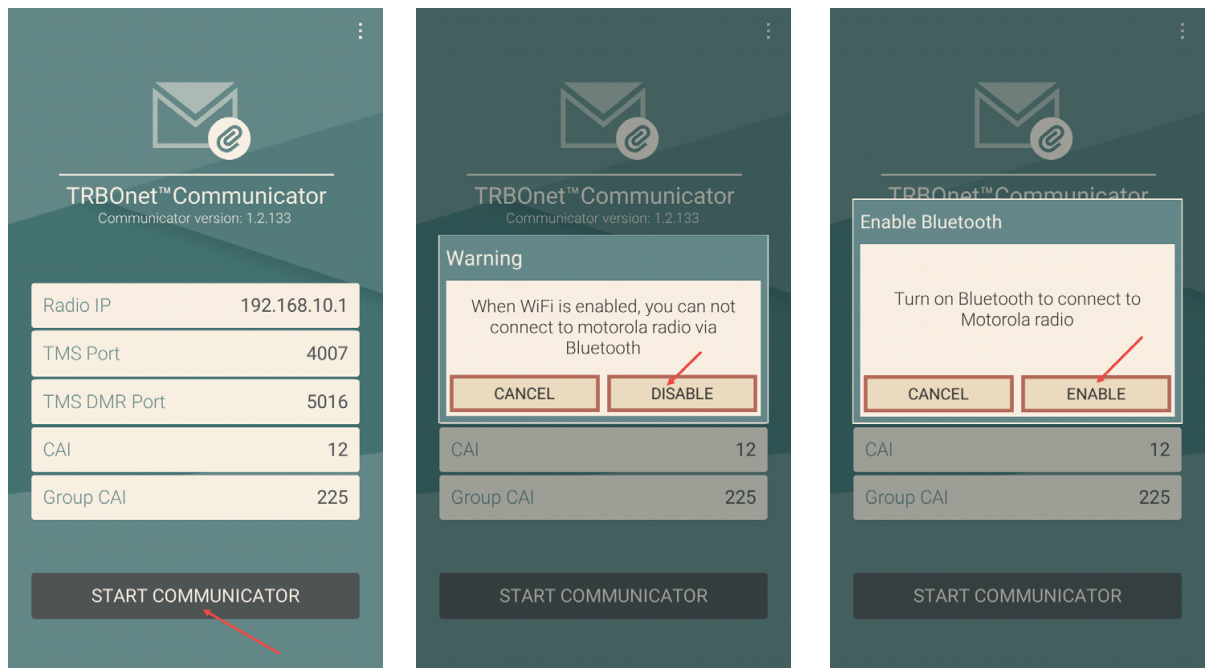 TRBOnet™Communicator
Communicator version: 1.2.133
Radio IP 192.168.10.1
TMS Port 4007
TMS DMR Port 5016
CAI 12
Group CAI 225
START COMMUNICATOR
TRBOnet™Communicator
Communicator version: 1.2.133
Warning
When WiFi is enabled, you can not
connect to motorola radio via
Bluetooth
CANCEL DISABLE
CAI 12
Group CAI 225
START COMMUNICATOR
TRBOnet™Communicator
Enable Bluetooth
Turn on Bluetooth to connect to
Motorola radio
CANCEL ENABLE
CAI 12
Group CAI 225
START COMMUNICATOR